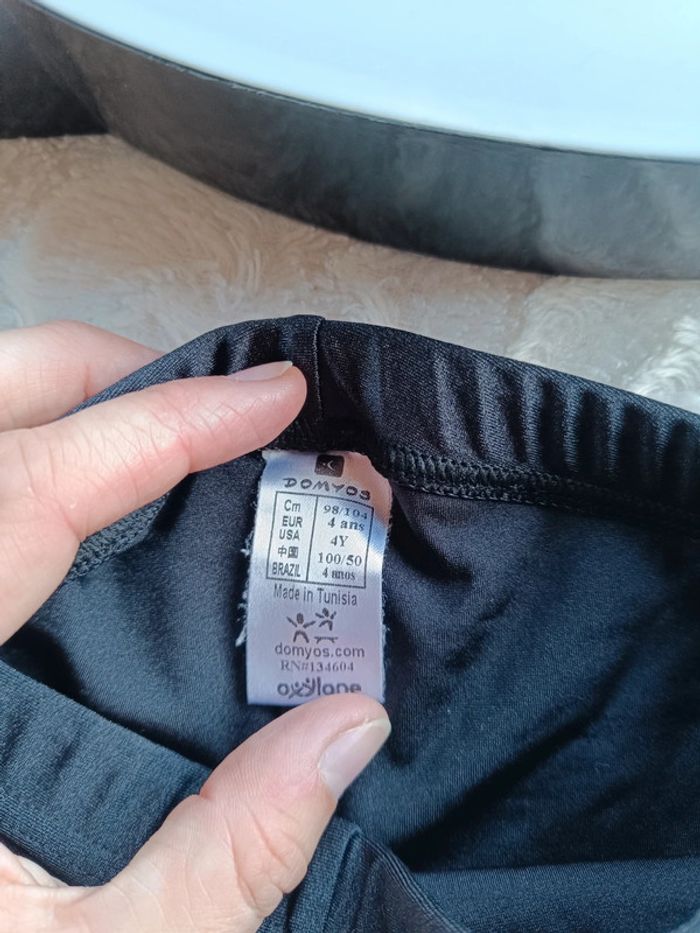 DOMYOS
Cm 98/104
EUR 4 ans
USA 4Y
中国 100/50
BRAZIL 4 anos
Made in Tunisia
domyos.com
RN#134604
oxylane